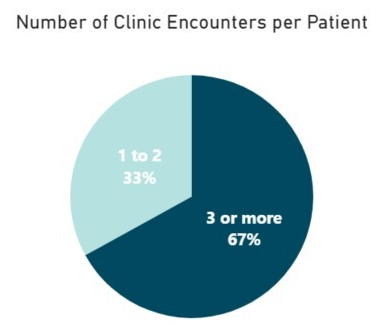 Number of Clinic Encounters per Patient
1 to 2
33%
3 or more
67%